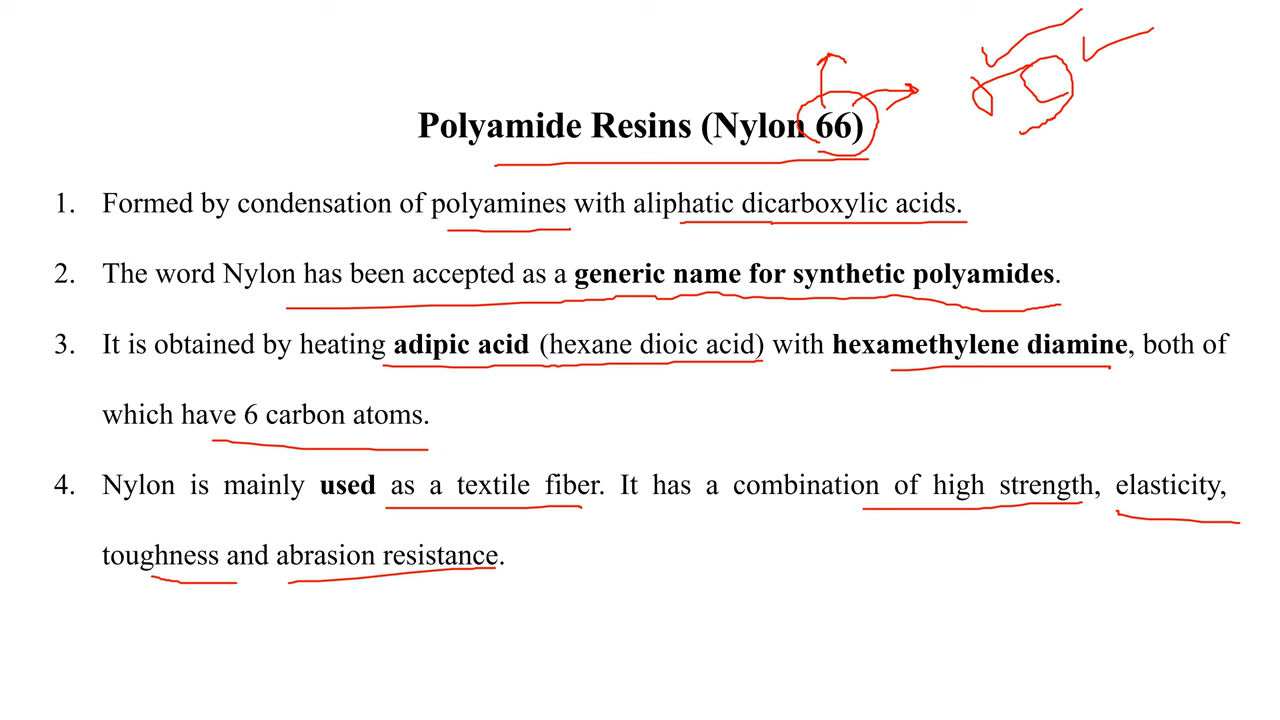 Polyamide Resins (Nylon 66)
1. Formed by condensation of polyamines with aliphatic dicarboxylic acids.
2. The word Nylon has been accepted as a generic name for synthetic polyamides.
3. It is obtained by heating adipic acid (hexane dioic acid) with hexamethylene diamine, both of
which have 6 carbon atoms.
4. Nylon is mainly used as a textile fiber. It has a combination of high strength, elasticity,
toughness and abrasion resistance.